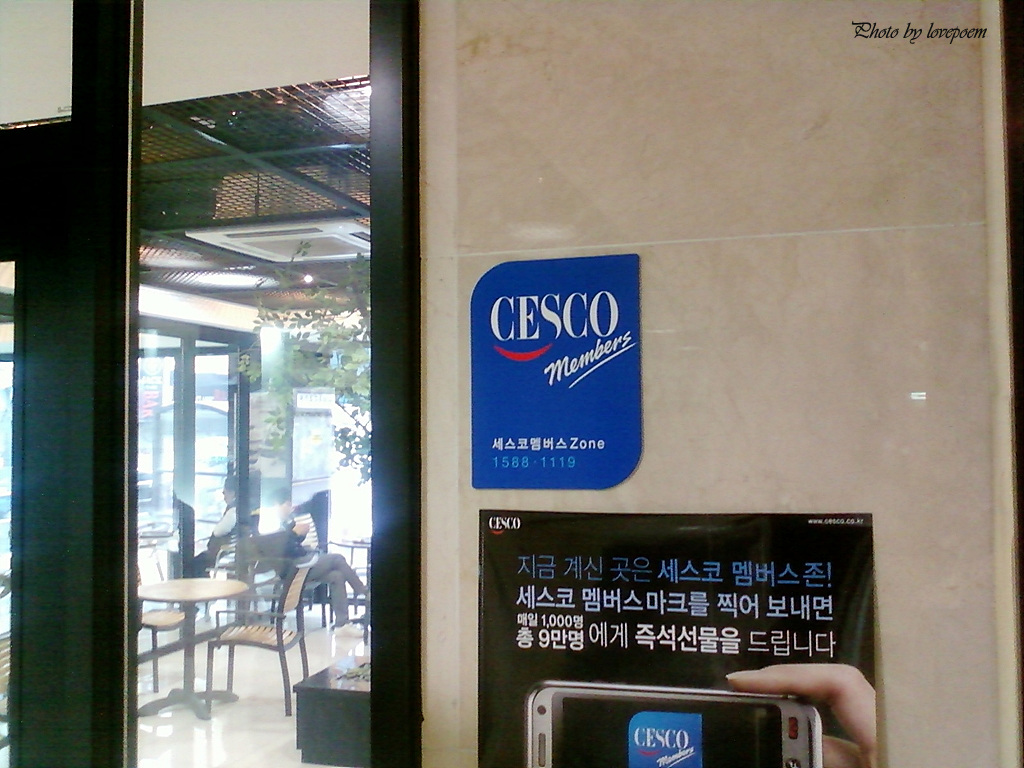 Photo by lovepoem
CESCO
Members
세스코멤버스Zone
1588·1119
CESCO
www.cesco.co.kr
지금 계신 곳은 세스코 멤버스존!
세스코 멤버스마크를 찍어 보내면
매일 1,000명
총 9만명에게 즉석선물을 드립니다
CESCO
Members